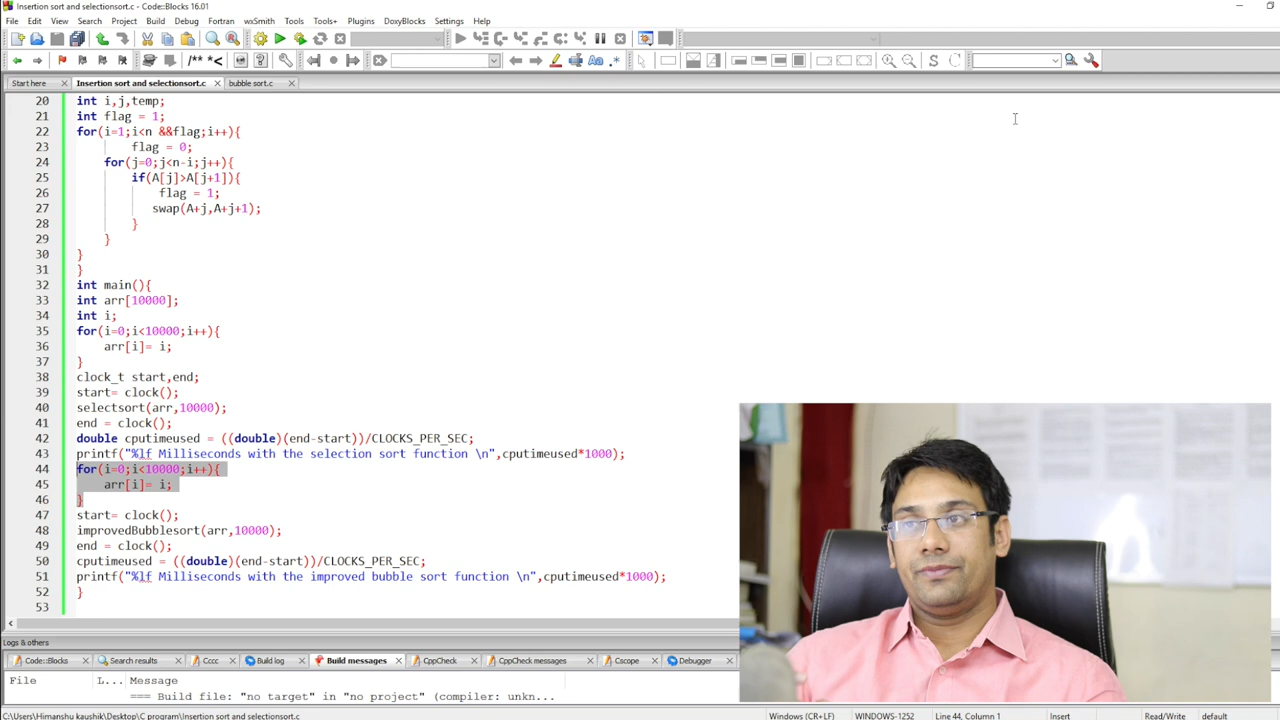 Insertion sort and selectionsort.c - Code::Blocks 16.01
File Edit View Search Project Build Debug Fortran wxSmith Tools Tools+ Plugins DoxyBlocks Settings Help
/** *<
Start here Insertion sort and selectionsort.c bubble sort.c
20 int i,j,temp;
21 int flag = 1;
22 for(i=1;i<n &&flag;i++){
23 flag = 0;
24 for(j=0;j<n-i;j++){
25 if(A[j]>A[j+1]){
26 flag = 1;
27 swap(A+j,A+j+1);
28 }
29 }
30 }
31 }
32 int main(){
33 int arr[10000];
34 int i;
35 for(i=0;i<10000;i++){
36 arr[i]= i;
37 }
38 clock_t start,end;
39 start= clock();
40 selectsort(arr,10000);
41 end = clock();
42 double cputimeused = ((double)(end-start))/CLOCKS_PER_SEC;
43 printf("%lf Milliseconds with the selection sort function \n",cputimeused*1000);
44 for(i=0;i<10000;i++){
45 arr[i]= i;
46 }
47 start= clock();
48 improvedBubblesort(arr,10000);
49 end = clock();
50 cputimeused = ((double)(end-start))/CLOCKS_PER_SEC;
51 printf("%lf Milliseconds with the improved bubble sort function \n",cputimeused*1000);
52 }
53
Logs & others
Code::Blocks Search results Cccc Build log Build messages CppCheck CppCheck messages Cscope Debugger
File L... Message
=== Build file: "no target" in "no project" (compiler: unkn...
C:\Users\Himanshu kaushik\Desktop\C program\Insertion sort and selectionsort.c Windows (CR+LF) WINDOWS-1252 Line 44, Column 1 Insert Read/Write default